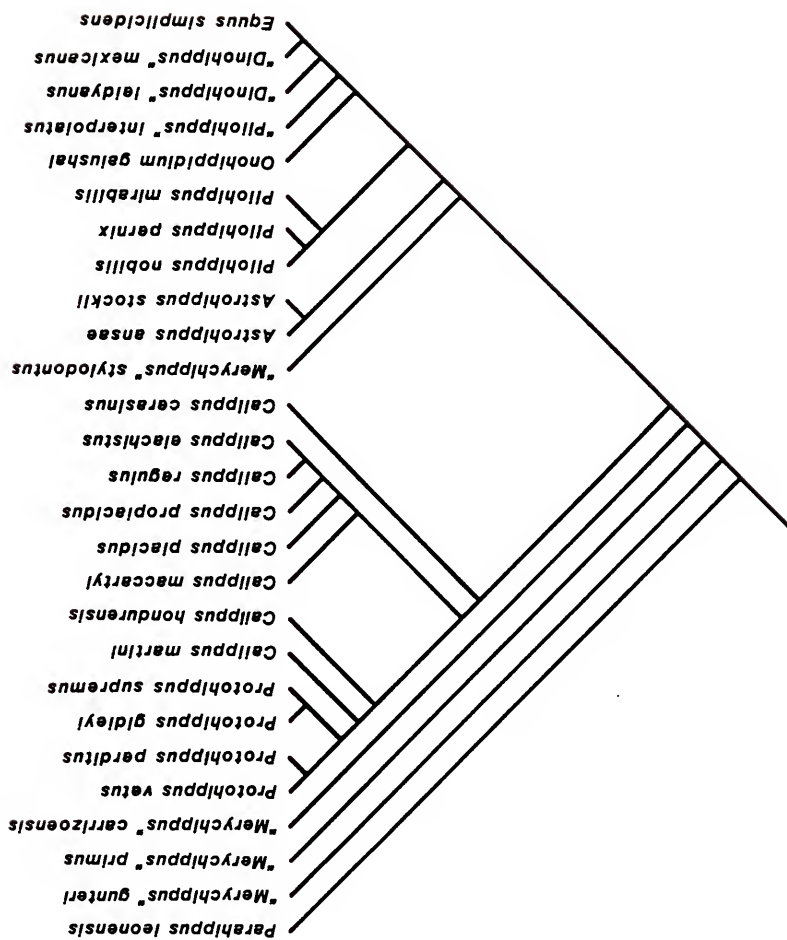 Parahippus leonensis
"Merychippus" gunteri
"Merychippus" primus
"Merychippus" carrizoensis
Protohippus vetus
Protohippus perditus
Protohippus gidleyi
Protohippus supremus
Calippus martini
Calippus hondurensis
Calippus maccartyi
Calippus placidus
Calippus proplacidus
Calippus regulus
Calippus elachistus
Calippus cerasinus
"Merychippus" stylodontus
Astrohippus ansae
Astrohippus stockii
Pliohippus nobilis
Pliohippus pernix
Pliohippus mirabilis
Onohippidium galushai
"Pliohippus" interpolatus
"Dinohippus" leidyanus
"Dinohippus" mexicanus
Equus simplicidens